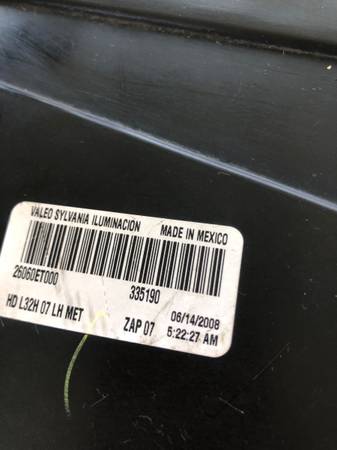 VALEO SYLVANIA ILUMINACION MADE IN MEXICO
26060ET000 335190
HD L32H 07 LH MET ZAP 07 06/14/2008
5:22:27 AM